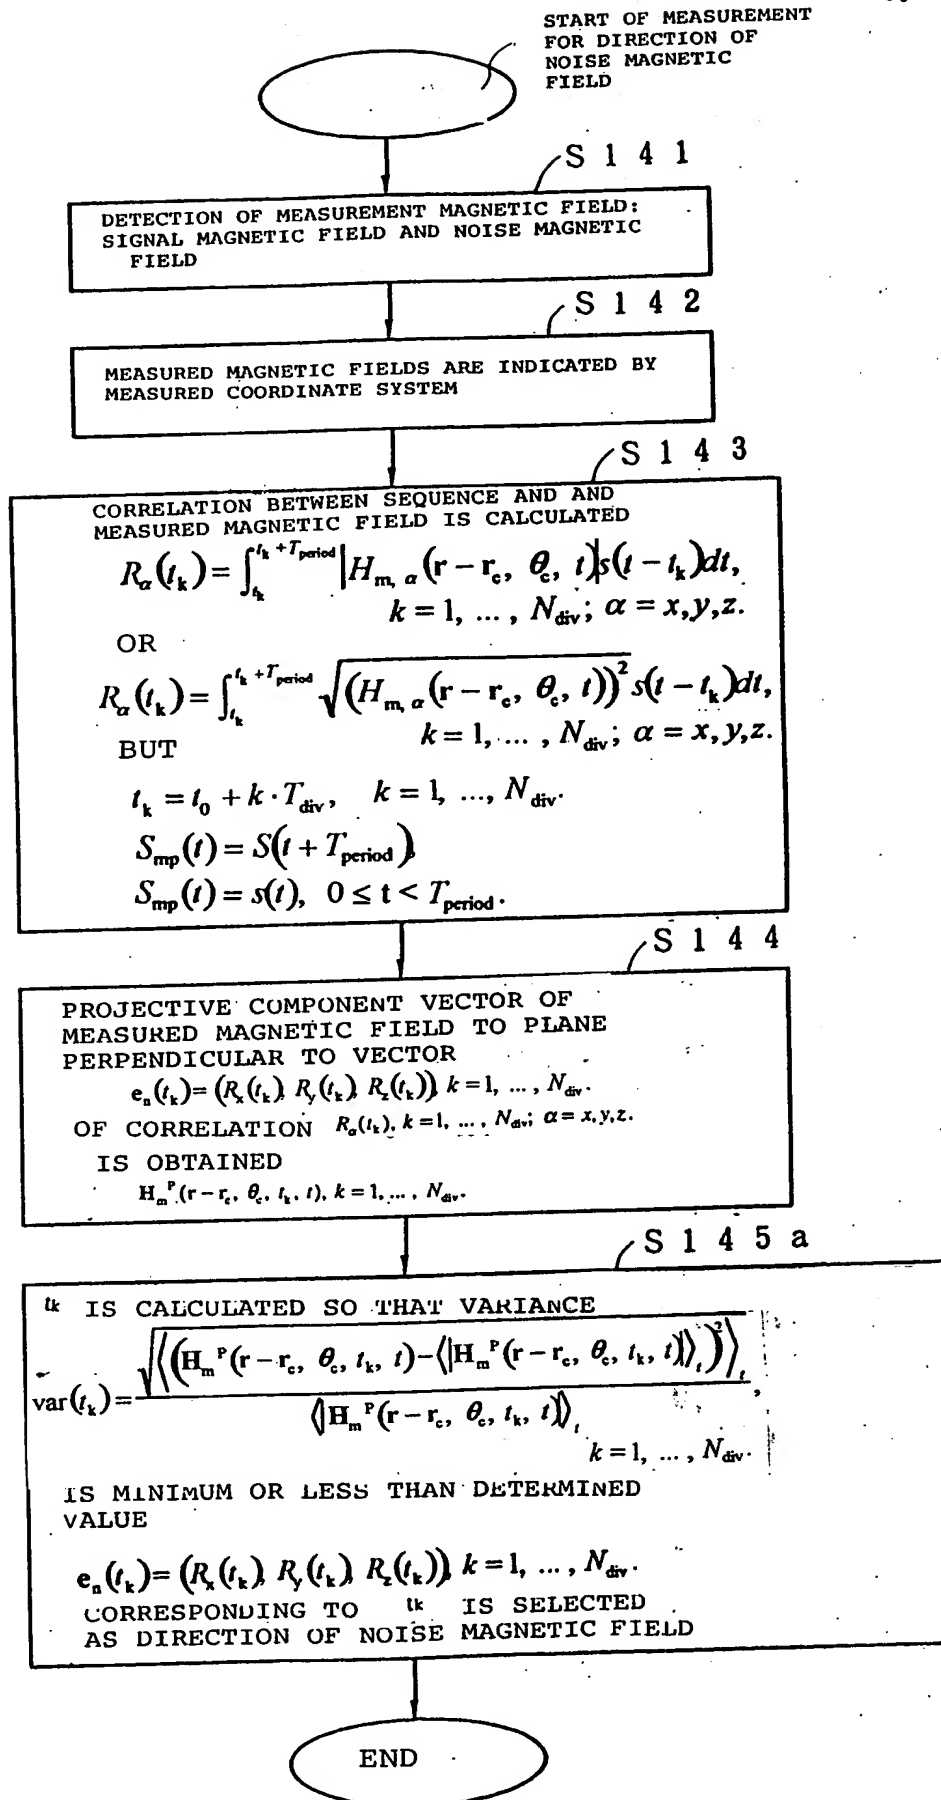 START OF MEASUREMENT
FOR DIRECTION OF
NOISE MAGNETIC
FIELD
S 1 4 1
DETECTION OF MEASUREMENT MAGNETIC FIELD:
SIGNAL MAGNETIC FIELD AND NOISE MAGNETIC
FIELD
S 1 4 2
MEASURED MAGNETIC FIELDS ARE INDICATED BY
MEASURED COORDINATE SYSTEM
S 1 4 3
CORRELATION BETWEEN SEQUENCE AND AND
MEASURED MAGNETIC FIELD IS CALCULATED
R_α(t_k) = ∫_{t_k}^{t_k + T_period} |H_{m, α}(r − r_c, θ_c, t)|s(t − t_k)dt,
k = 1, ... , N_div; α = x,y,z.
OR
R_α(t_k) = ∫_{t_k}^{t_k + T_period} √(H_{m, α}(r − r_c, θ_c, t))² s(t − t_k)dt,
k = 1, ... , N_div; α = x,y,z.
BUT
t_k = t_0 + k · T_div, k = 1, ..., N_div.
S_mp(t) = S(t + T_period),
S_mp(t) = s(t), 0 ≤ t < T_period.
S 1 4 4
PROJECTIVE COMPONENT VECTOR OF
MEASURED MAGNETIC FIELD TO PLANE
PERPENDICULAR TO VECTOR
e_n(t_k) = (R_x(t_k), R_y(t_k), R_z(t_k)), k = 1, ... , N_div.
OF CORRELATION R_α(t_k), k = 1, ... , N_div; α = x,y,z.
IS OBTAINED
H_m^P(r − r_c, θ_c, t_k, t), k = 1, ... , N_div.
S 1 4 5 a
tk IS CALCULATED SO THAT VARIANCE
var(t_k) = √⟨(H_m^P(r − r_c, θ_c, t_k, t) − ⟨|H_m^P(r − r_c, θ_c, t_k, t)|⟩_t)²⟩_t / ⟨|H_m^P(r − r_c, θ_c, t_k, t)|⟩_t,
k = 1, ... , N_div.
IS MINIMUM OR LESS THAN DETERMINED
VALUE
e_n(t_k) = (R_x(t_k), R_y(t_k), R_z(t_k)), k = 1, ... , N_div.
CORRESPONDING TO tk IS SELECTED
AS DIRECTION OF NOISE MAGNETIC FIELD
END